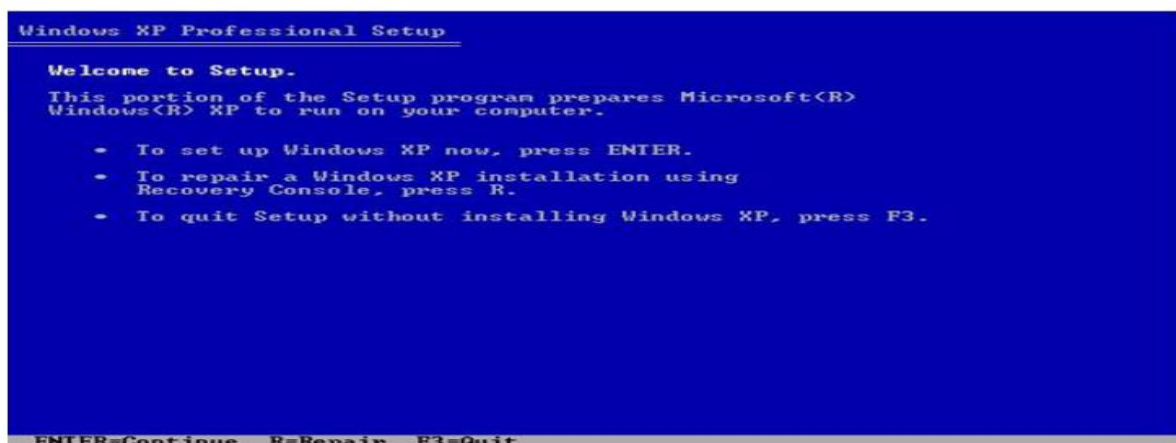 Windows XP Professional Setup
Welcome to Setup.
This portion of the Setup program prepares Microsoft(R)
Windows(R) XP to run on your computer.
• To set up Windows XP now, press ENTER.
• To repair a Windows XP installation using
Recovery Console, press R.
• To quit Setup without installing Windows XP, press F3.
ENTER=Continue R=Repair F3=Quit